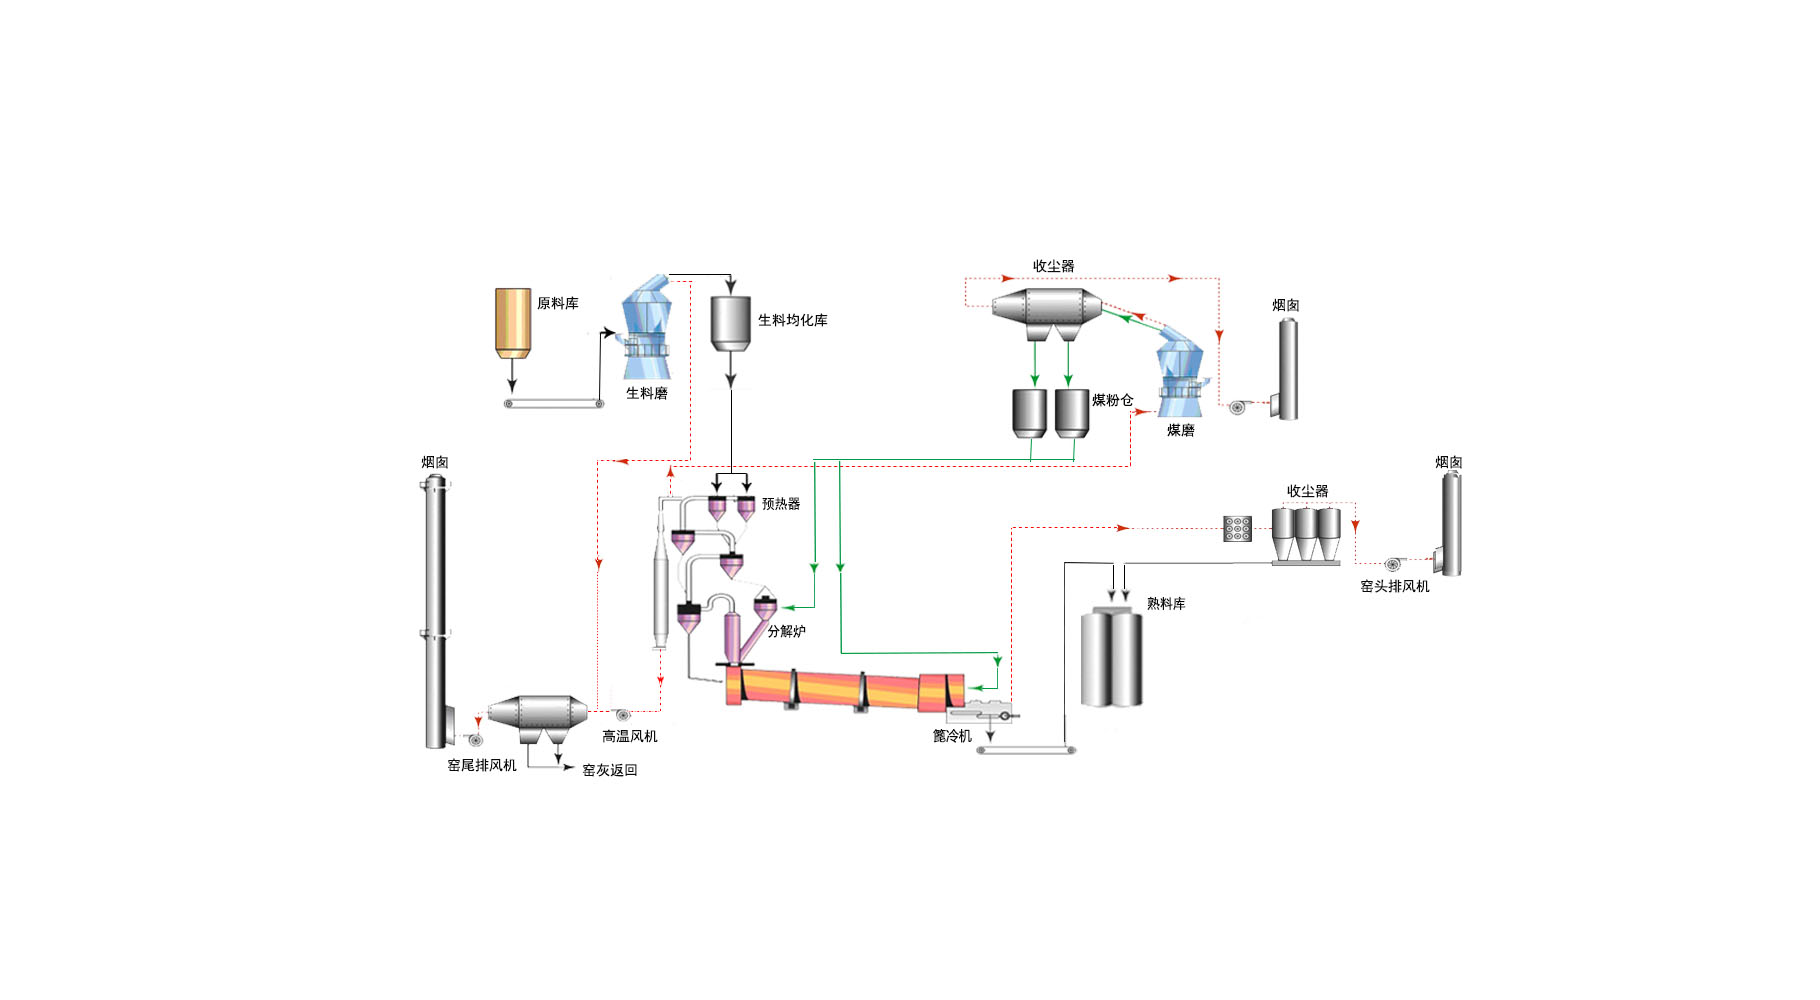 收尘器
原料库
烟囱
生料均化库
生料磨
煤粉仓
煤磨
烟囱
烟囱
收尘器
预热器
窑头排风机
熟料库
分解炉
高温风机
篦冷机
窑尾排风机
窑灰返回